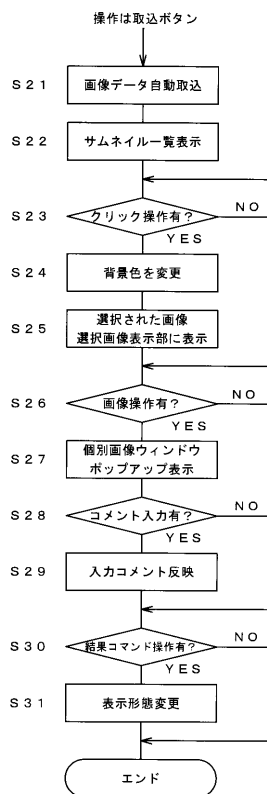 操作は取込ボタン
S21
画像データ自動取込
S22
サムネイル一覧表示
S23
クリック操作有?
NO
YES
S24
背景色を変更
S25
選択された画像
選択画像表示部に表示
S26
画像操作有?
NO
YES
S27
個別画像ウィンドウ
ポップアップ表示
S28
コメント入力有?
NO
YES
S29
入力コメント反映
S30
結果コマンド操作有?
NO
YES
S31
表示形態変更
エンド